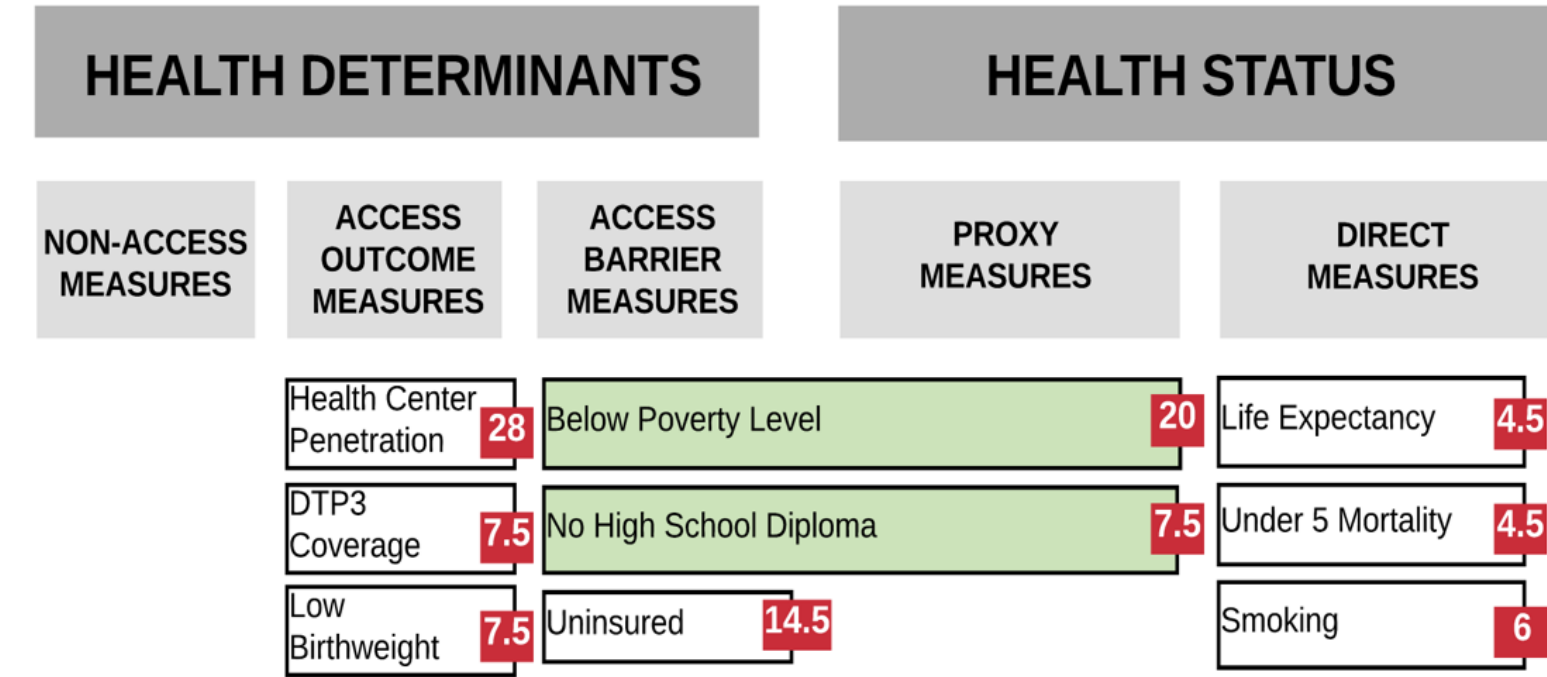 HEALTH DETERMINANTS
HEALTH STATUS
NON-ACCESS
MEASURES
ACCESS
OUTCOME
MEASURES
ACCESS
BARRIER
MEASURES
PROXY
MEASURES
DIRECT
MEASURES
Health Center
Penetration
28
Below Poverty Level
20
Life Expectancy
4.5
DTP3
Coverage
7.5
No High School Diploma
7.5
Under 5 Mortality
4.5
Low
Birthweight
7.5
Uninsured
14.5
Smoking
6